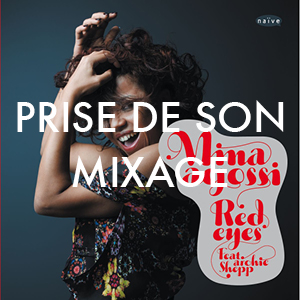 naïve
PRISE DE SON
MIXAGE
Mina
Agossi
Red
eyes
feat.
archie
Shepp